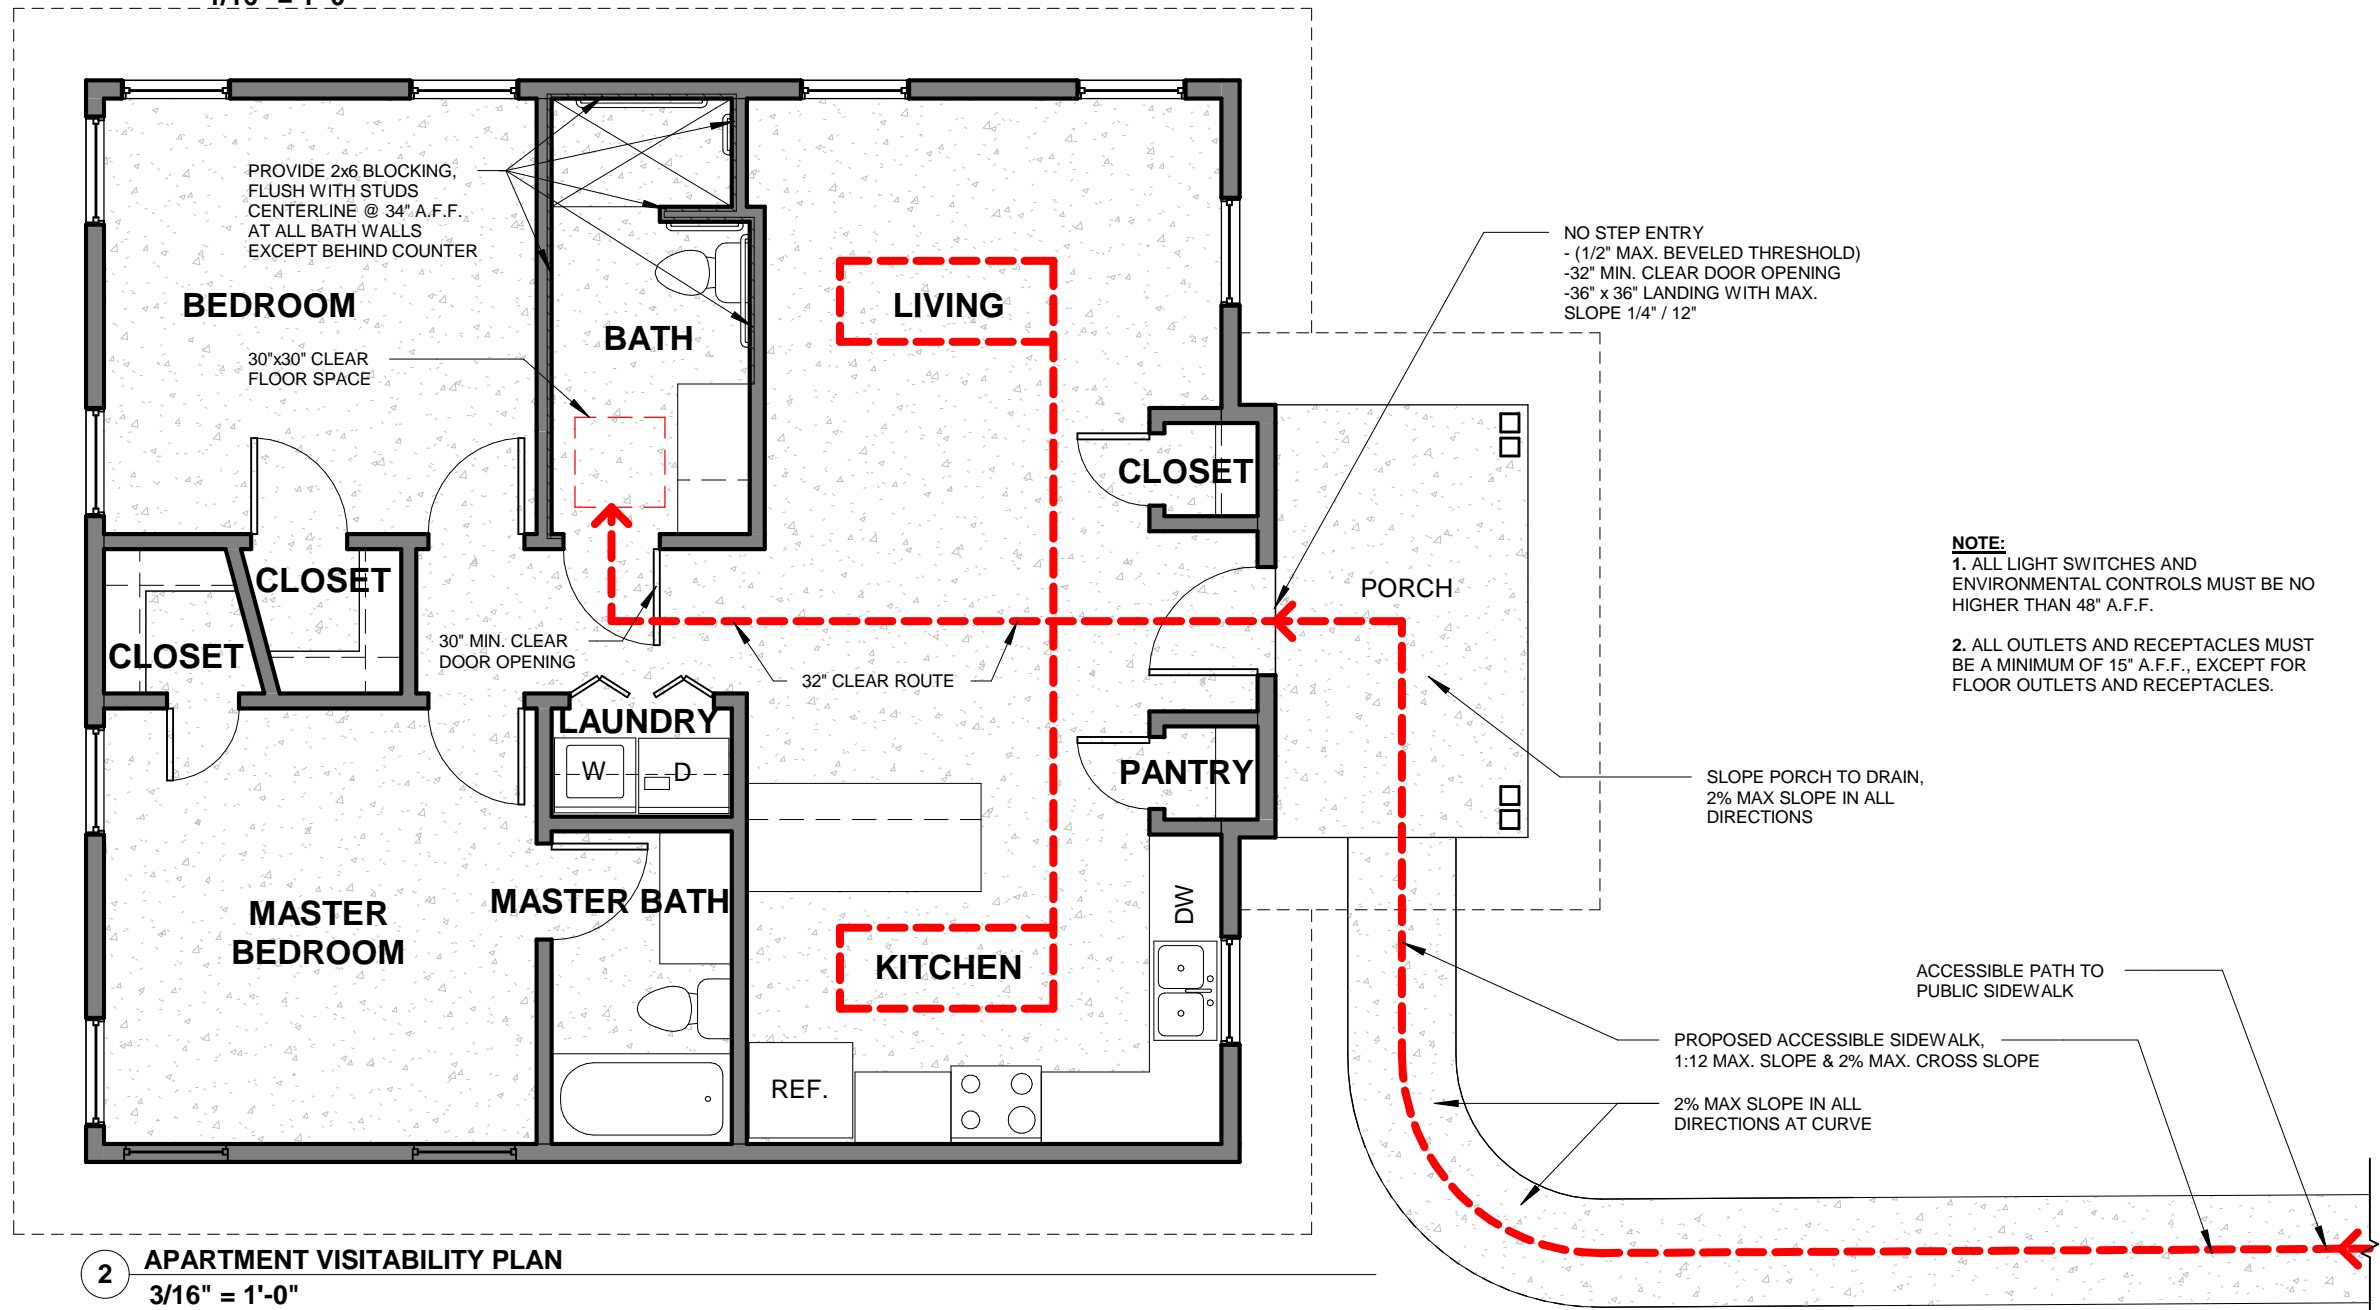 1/16" = 1'-0"
PROVIDE 2x6 BLOCKING,
FLUSH WITH STUDS
CENTERLINE @ 34" A.F.F.
AT ALL BATH WALLS
EXCEPT BEHIND COUNTER
BEDROOM
30"x30" CLEAR
FLOOR SPACE
BATH
LIVING
NO STEP ENTRY
- (1/2" MAX. BEVELED THRESHOLD)
-32" MIN. CLEAR DOOR OPENING
-36" x 36" LANDING WITH MAX.
SLOPE 1/4" / 12"
CLOSET
CLOSET
CLOSET
30" MIN. CLEAR
DOOR OPENING
32" CLEAR ROUTE
PORCH
NOTE:
1. ALL LIGHT SWITCHES AND
ENVIRONMENTAL CONTROLS MUST BE NO
HIGHER THAN 48" A.F.F.
2. ALL OUTLETS AND RECEPTACLES MUST
BE A MINIMUM OF 15" A.F.F., EXCEPT FOR
FLOOR OUTLETS AND RECEPTACLES.
LAUNDRY
W
D
PANTRY
SLOPE PORCH TO DRAIN,
2% MAX SLOPE IN ALL
DIRECTIONS
MASTER
BEDROOM
MASTER BATH
DW
KITCHEN
REF.
ACCESSIBLE PATH TO
PUBLIC SIDEWALK
PROPOSED ACCESSIBLE SIDEWALK,
1:12 MAX. SLOPE & 2% MAX. CROSS SLOPE
2% MAX SLOPE IN ALL
DIRECTIONS AT CURVE
2
APARTMENT VISITABILITY PLAN
3/16" = 1'-0"